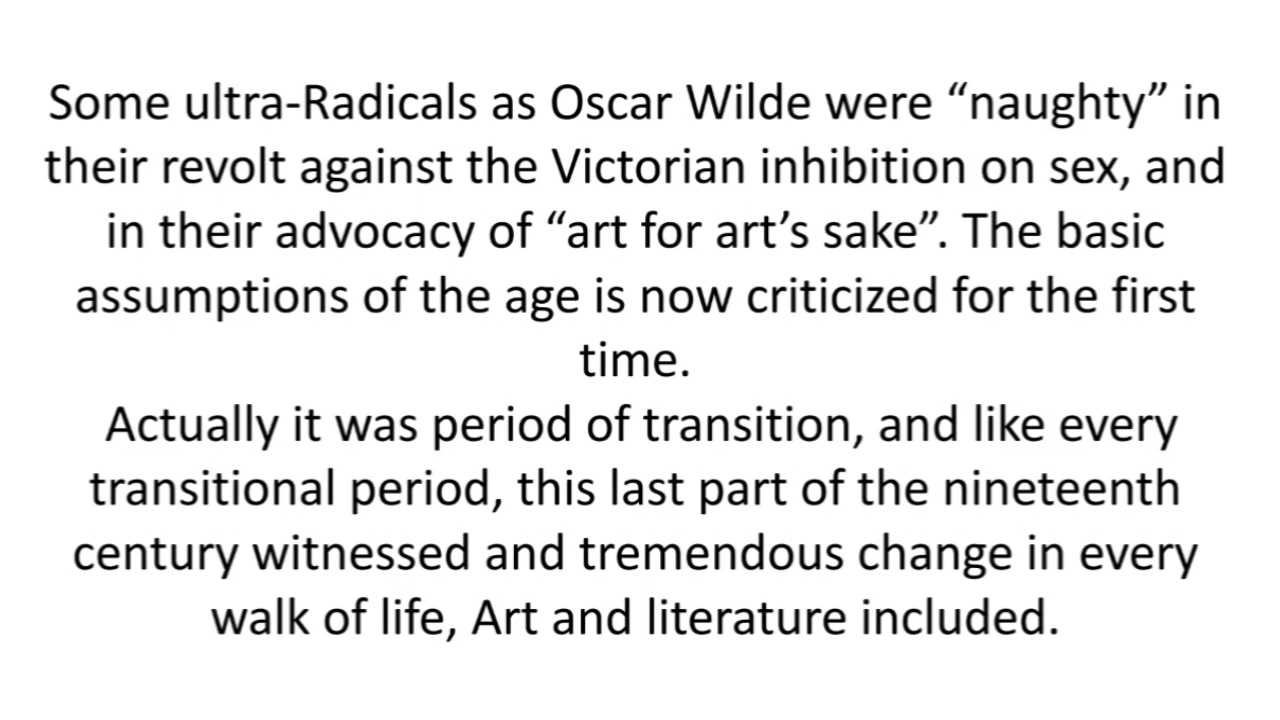 Some ultra-Radicals as Oscar Wilde were “naughty” in
their revolt against the Victorian inhibition on sex, and
in their advocacy of “art for art’s sake”. The basic
assumptions of the age is now criticized for the first
time.
Actually it was period of transition, and like every
transitional period, this last part of the nineteenth
century witnessed and tremendous change in every
walk of life, Art and literature included.